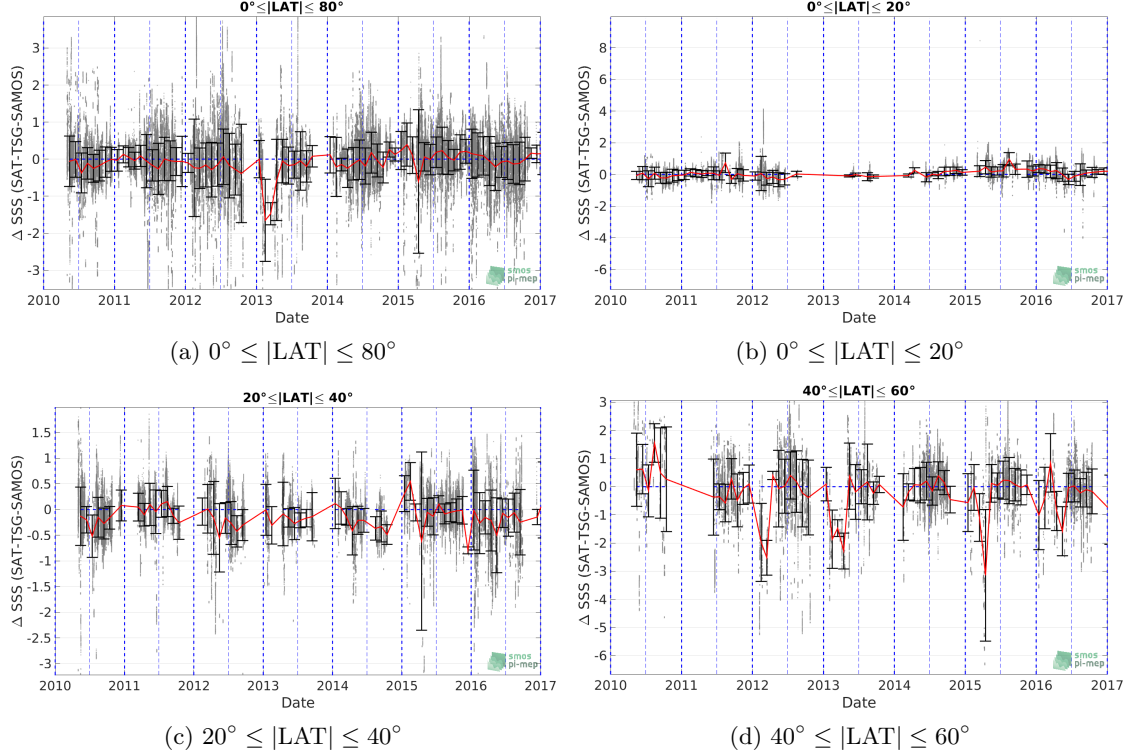 0°≤|LAT|≤ 80°
Δ SSS (SAT-TSG-SAMOS)
3
2
1
0
-1
-2
-3
2010 2011 2012 2013 2014 2015 2016 2017
Date
smos
pi-mep
(a) 0° ≤ |LAT| ≤ 80°
0°≤|LAT|≤ 20°
Δ SSS (SAT-TSG-SAMOS)
8
6
4
2
0
-2
-4
-6
2010 2011 2012 2013 2014 2015 2016 2017
Date
smos
pi-mep
(b) 0° ≤ |LAT| ≤ 20°
20°≤|LAT|≤ 40°
Δ SSS (SAT-TSG-SAMOS)
1.5
1
0.5
0
-0.5
-1
-1.5
-2
-2.5
-3
2010 2011 2012 2013 2014 2015 2016 2017
Date
smos
pi-mep
(c) 20° ≤ |LAT| ≤ 40°
40°≤|LAT|≤ 60°
Δ SSS (SAT-TSG-SAMOS)
3
2
1
0
-1
-2
-3
-4
-5
-6
2010 2011 2012 2013 2014 2015 2016 2017
Date
smos
pi-mep
(d) 40° ≤ |LAT| ≤ 60°